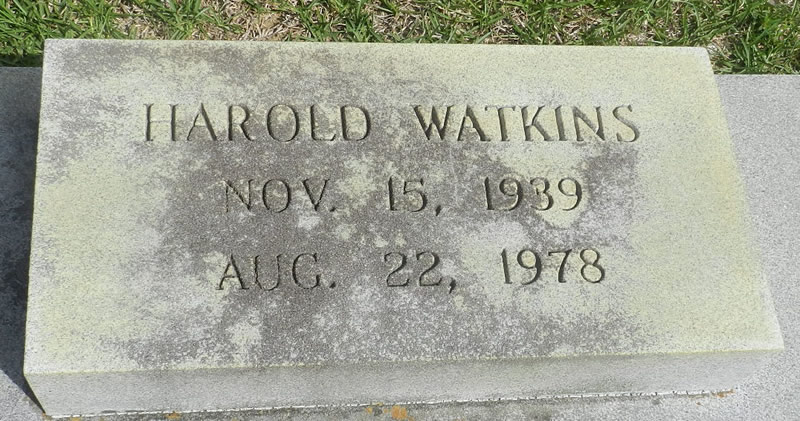 HAROLD WATKINS
NOV. 15, 1939
AUG. 22, 1978